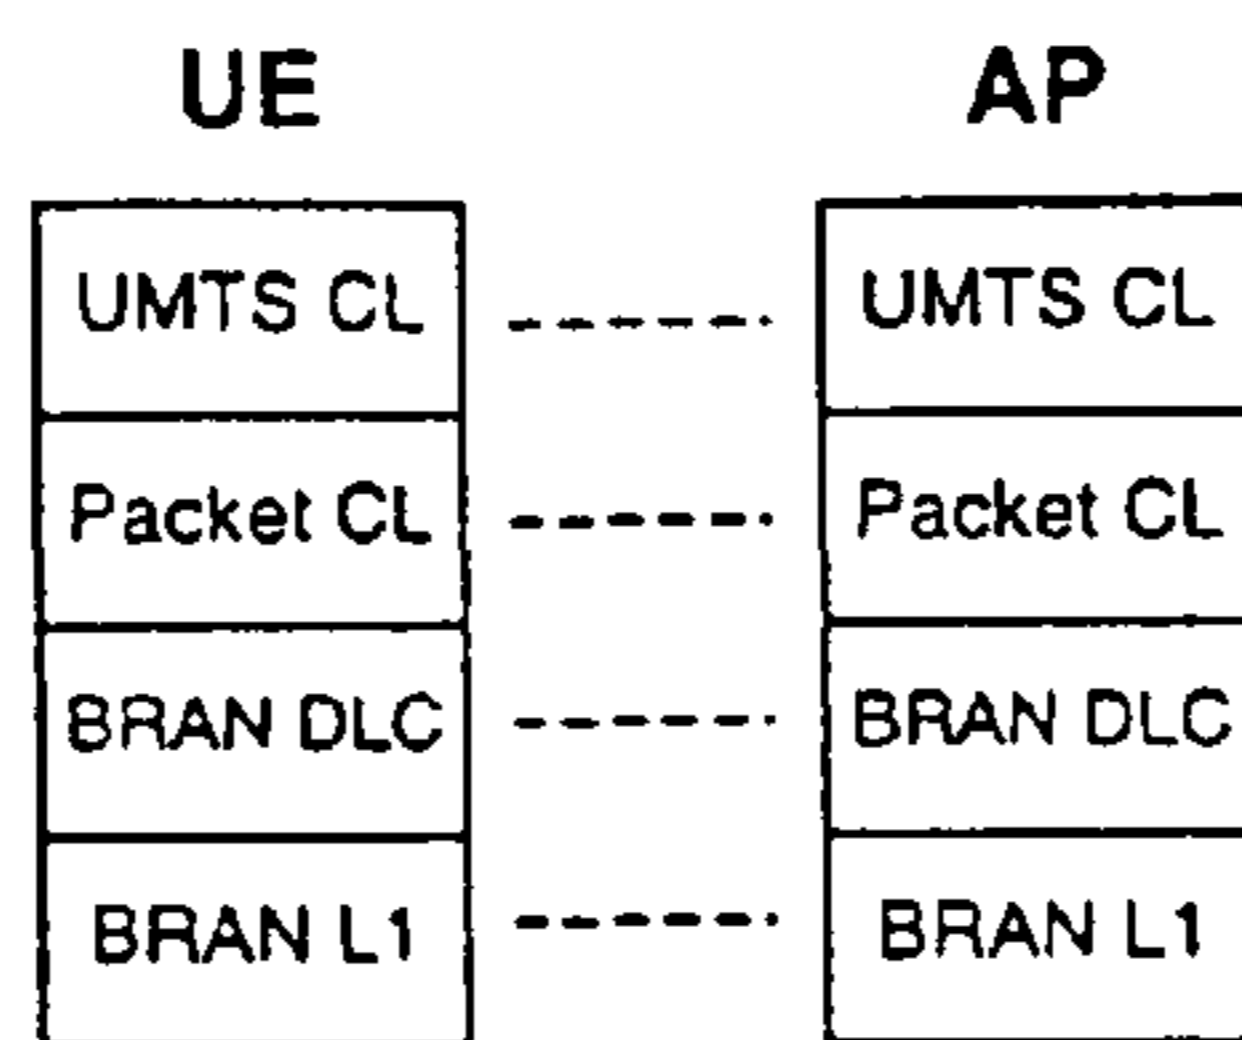 UE AP
UMTS CL UMTS CL
Packet CL Packet CL
BRAN DLC BRAN DLC
BRAN L1 BRAN L1